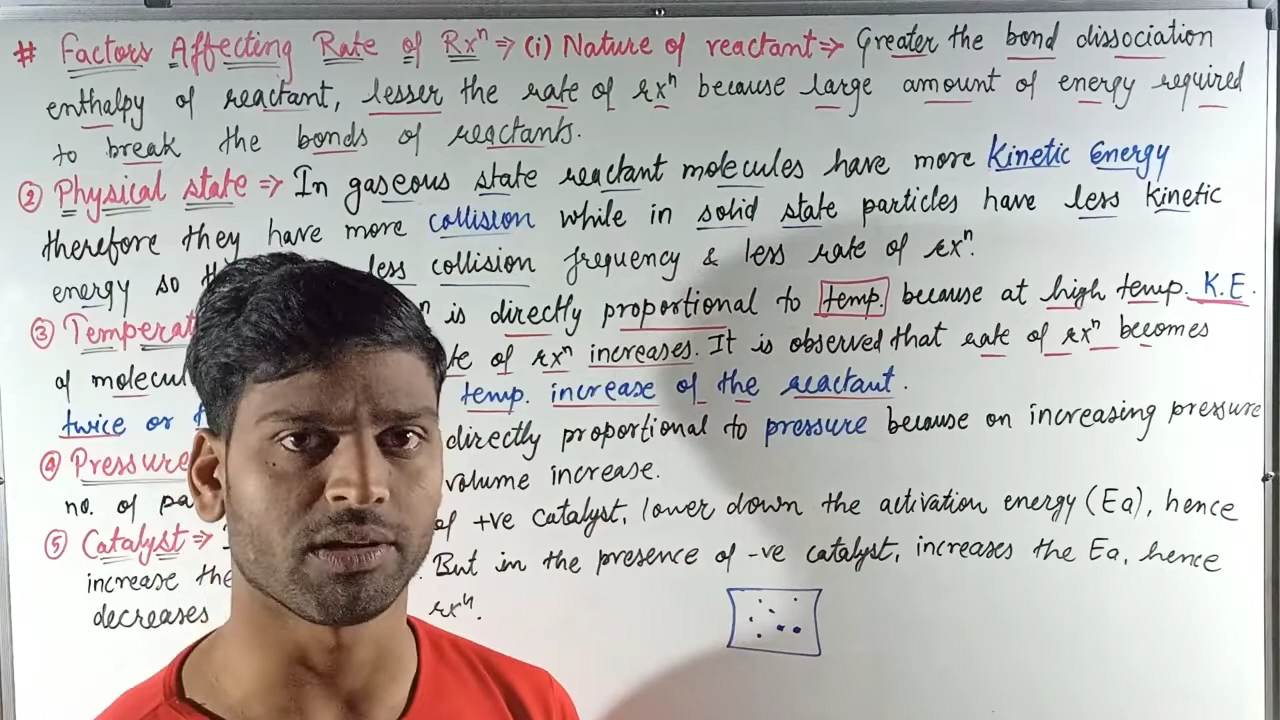 # Factors Affecting Rate of Rxⁿ ⇒ (i) Nature of reactant ⇒ Greater the bond dissociation
enthalpy of reactant, lesser the rate of rxⁿ because large amount of energy required
to break the bonds of reactants.
② Physical state ⇒ In gaseous state reactant molecules have more Kinetic Energy
therefore they have more collision while in solid state particles have less Kinetic
energy so less collision frequency & less rate of rxⁿ.
③ is directly proportional to temp. because at high temp. K.E.
of of rxⁿ increases. It is observed that rate of rxⁿ becomes
twice or temp. increase of the reactant.
④ Pressure directly proportional to pressure because on increasing pressure
no. of volume increase.
⑤ Catalyst ⇒ of +ve catalyst, lower down the activation energy (Ea), hence
increase the But in the presence of -ve catalyst, increases the Ea, hence
decreases rxⁿ.